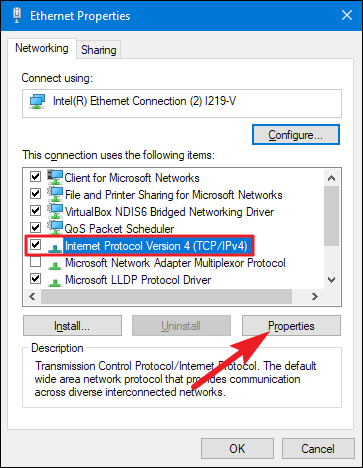 Ethernet Properties
Networking
Sharing
Connect using:
Intel(R) Ethernet Connection (2) I219-V
Configure...
This connection uses the following items:
Client for Microsoft Networks
File and Printer Sharing for Microsoft Networks
VirtualBox NDIS6 Bridged Networking Driver
QoS Packet Scheduler
Internet Protocol Version 4 (TCP/IPv4)
Microsoft Network Adapter Multiplexor Protocol
Microsoft LLDP Protocol Driver
Install...
Uninstall
Properties
Description
Transmission Control Protocol/Internet Protocol. The default
wide area network protocol that provides communication
across diverse interconnected networks.
OK
Cancel